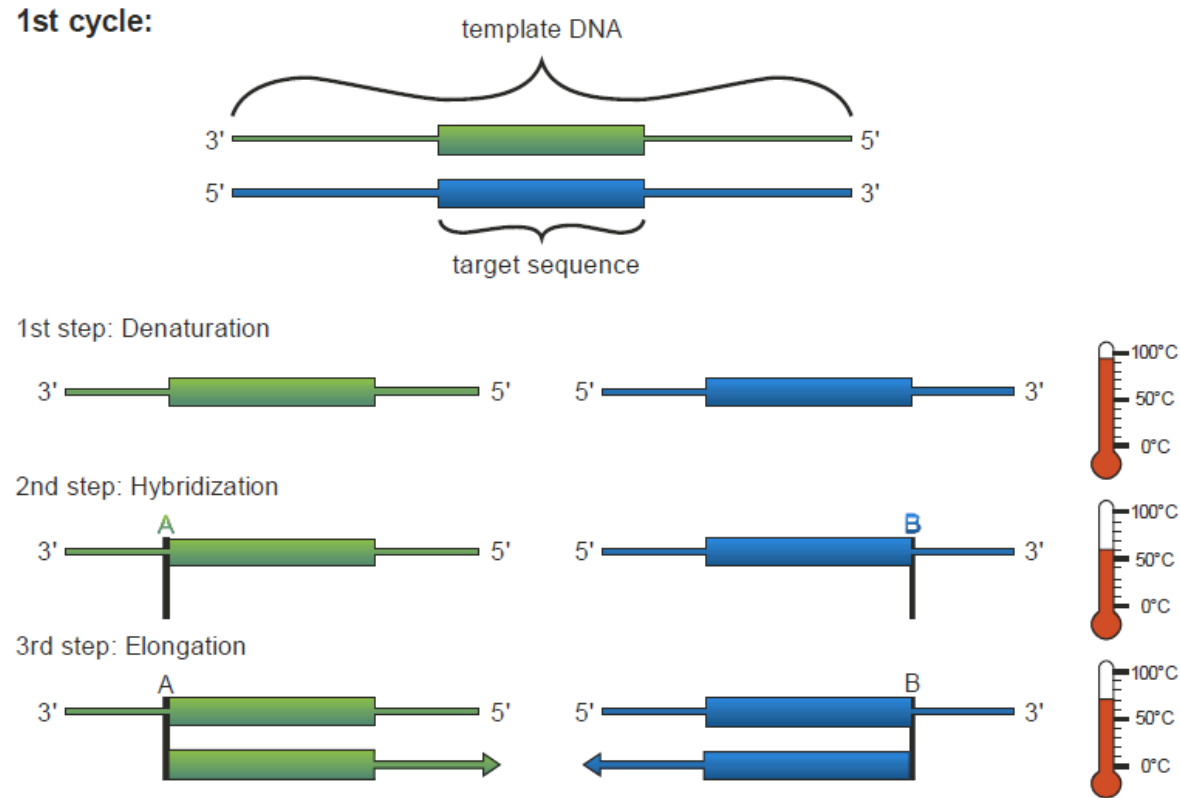 1st cycle:
template DNA
3' 5'
5' 3'
target sequence
1st step: Denaturation
3' 5' 5' 3'
100°C
50°C
0°C
2nd step: Hybridization
A B
3' 5' 5' 3'
100°C
50°C
0°C
3rd step: Elongation
A B
3' 5' 5' 3'
100°C
50°C
0°C